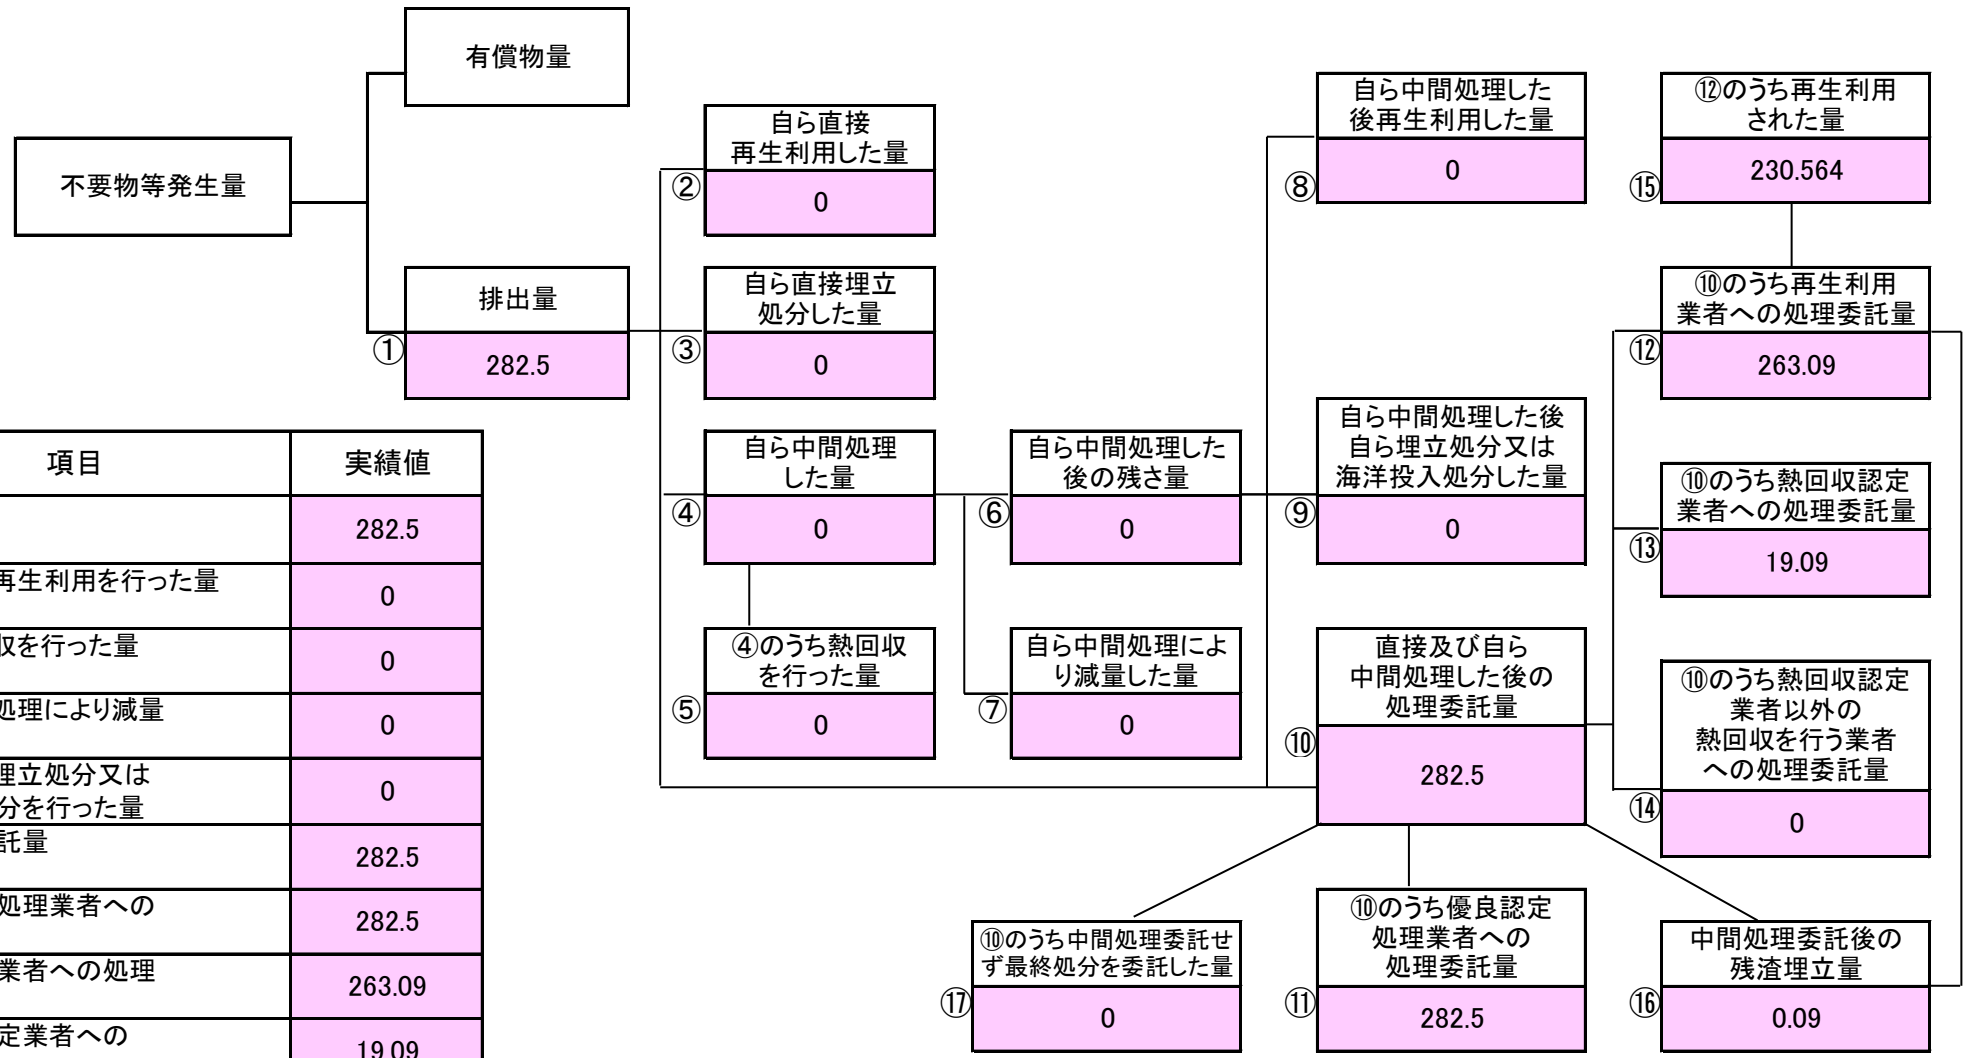 有償物量
不要物等発生量
排出量
①
282.5
自ら直接
再生利用した量
②
0
自ら直接埋立
処分した量
③
0
自ら中間処理
した量
④
0
④のうち熱回収
を行った量
⑤
0
自ら中間処理した
後の残さ量
⑥
0
自ら中間処理によ
り減量した量
⑦
0
自ら中間処理した
後再生利用した量
⑧
0
自ら中間処理した後
自ら埋立処分又は
海洋投入処分した量
⑨
0
直接及び自ら
中間処理した後の
処理委託量
⑩
282.5
⑫のうち再生利用
された量
⑮
230.564
⑩のうち再生利用
業者への処理委託量
⑫
263.09
⑩のうち熱回収認定
業者への処理委託量
⑬
19.09
⑩のうち熱回収認定
業者以外の
熱回収を行う業者
への処理委託量
⑭
0
⑩のうち中間処理委託せ
ず最終処分を委託した量
⑰
0
⑩のうち優良認定
処理業者への
処理委託量
⑪
282.5
中間処理委託後の
残渣埋立量
⑯
0.09
項目 実績値
282.5
再生利用を行った量
0
収を行った量
0
処理により減量
0
埋立処分又は
分を行った量
0
託量
282.5
処理業者への
282.5
業者への処理
263.09
定業者への
19.09